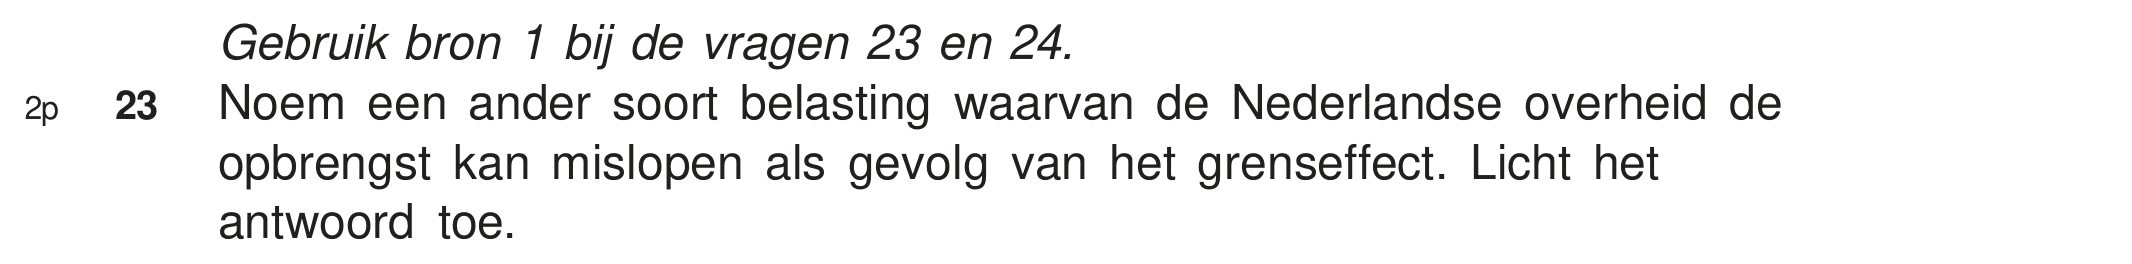 Gebruik bron 1 bij de vragen 23 en 24.
2p 23 Noem een ander soort belasting waarvan de Nederlandse overheid de
opbrengst kan mislopen als gevolg van het grenseffect. Licht het
antwoord toe.